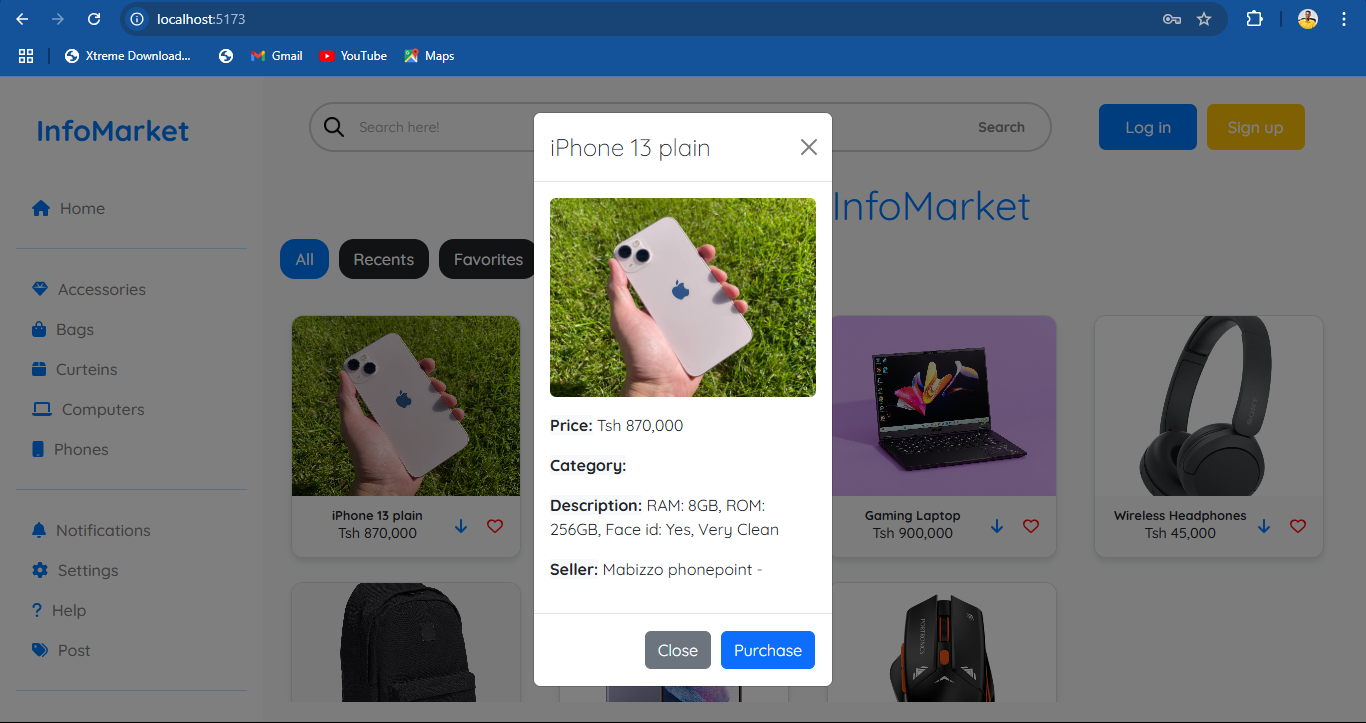 localhost:5173
Xtreme Download...
Gmail
YouTube
Maps
InfoMarket
Search here!
Search
Log in
Sign up
Home
Accessories
Bags
Curteins
Computers
Phones
Notifications
Settings
? Help
Post
InfoMarket
All
Recents
Favorites
iPhone 13 plain
Tsh 870,000
Gaming Laptop
Tsh 900,000
Wireless Headphones
Tsh 45,000
iPhone 13 plain
Price: Tsh 870,000
Category:
Description: RAM: 8GB, ROM:
256GB, Face id: Yes, Very Clean
Seller: Mabizzo phonepoint -
Close
Purchase